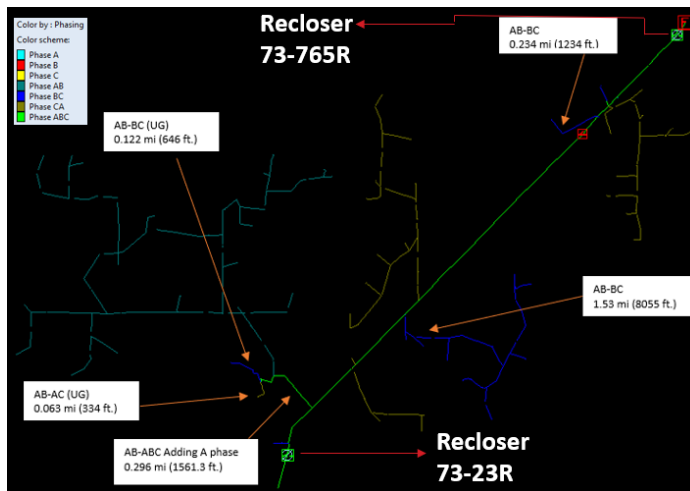 Color by : Phasing
Color scheme:
Phase A
Phase B
Phase C
Phase AB
Phase BC
Phase CA
Phase ABC
Recloser
73-765R
AB-BC
0.234 mi (1234 ft.)
AB-BC (UG)
0.122 mi (646 ft.)
AB-BC
1.53 mi (8055 ft.)
AB-AC (UG)
0.063 mi (334 ft.)
AB-ABC Adding A phase
0.296 mi (1561.3 ft.)
Recloser
73-23R